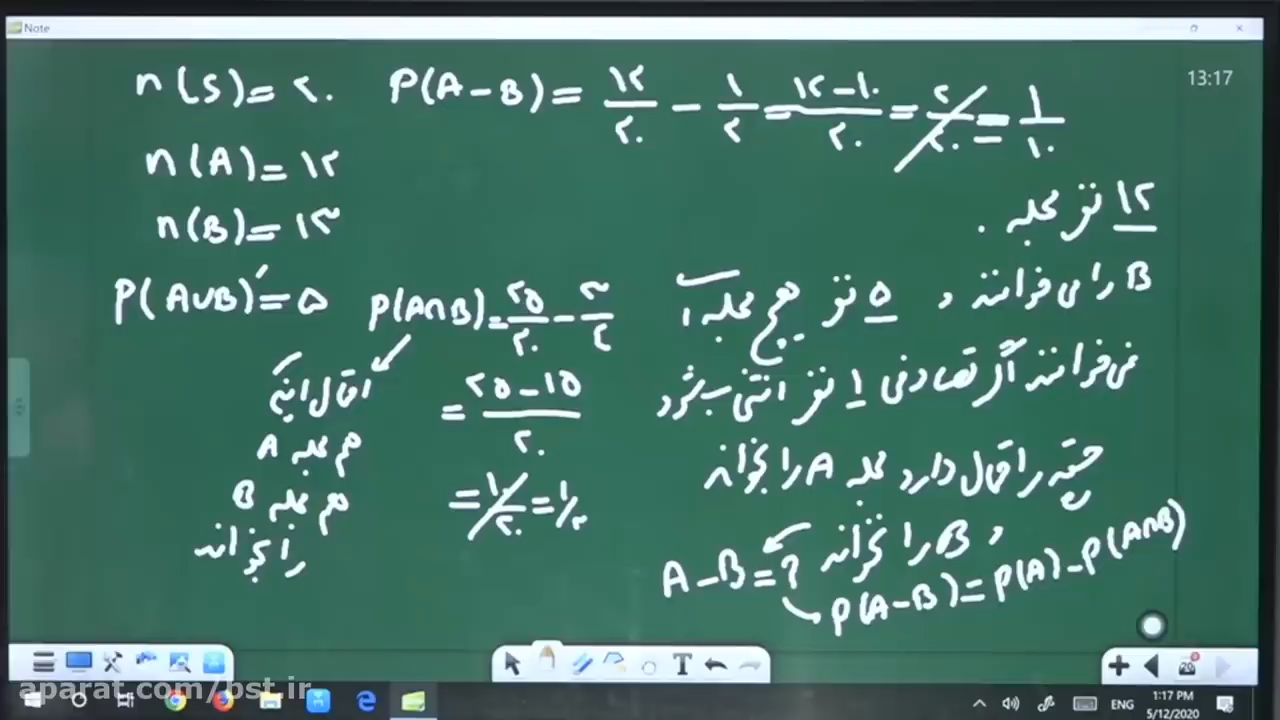 Note
13:17
n(S) = ۲۰
P(A-B) = ۱۲/۲۰ - ۱/۲ = ۱۲-۱۰/۲۰ = ۲/۲۰ = ۱/۱۰
n(A) = ۱۲
n(B) = ۱۳
P(A∪B)' = ۵
P(A∩B) = ۲۵/۲۰ - ۳/۴
= ۲۵-۱۵/۲۰
= ۱۰/۲۰ = ۱/۲
احتمال اینکه
هم مجله A
هم مجله B
را بخواند
۱۲ نفر مجله
B را می خوانند و ۵ نفر هیچ مجله ای
نمی خوانند اگر تصادفی ۱ نفر انتخاب شود
چقدر احتمال دارد مجله A را بخواند
و B را نخواند
A-B = ?
P(A-B) = P(A) - P(A∩B)
aparat.com/bst.ir
ENG
1:17 PM
5/12/2020